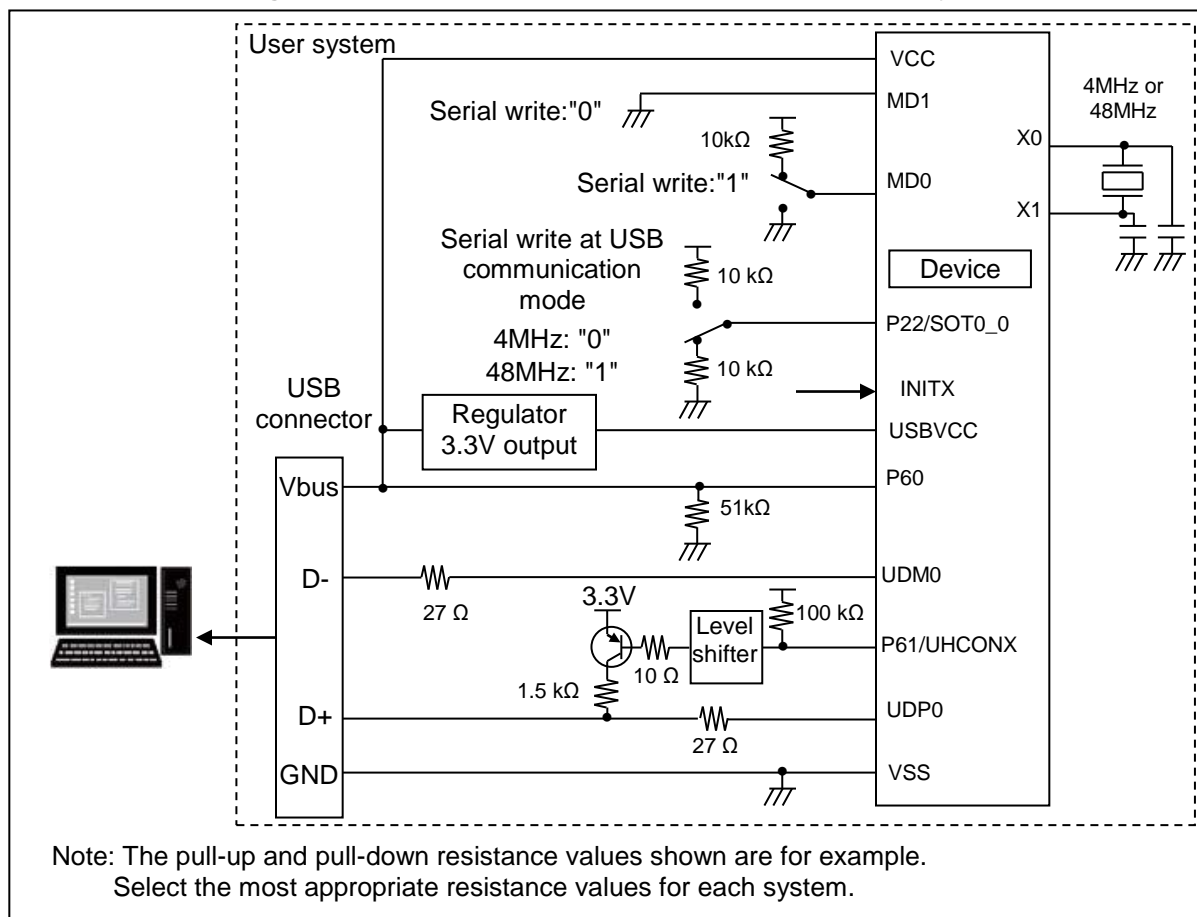 User system
VCC
MD1
Serial write:"0"
4MHz or
48MHz
10kΩ
X0
Serial write:"1"
MD0
X1
Serial write at USB
communication
mode
10 kΩ
Device
P22/SOT0_0
4MHz: "0"
48MHz: "1"
10 kΩ
INITX
USB
connector
Regulator
3.3V output
USBVCC
Vbus
P60
51kΩ
D-
UDM0
27 Ω
3.3V
Level
shifter
100 kΩ
P61/UHCONX
10 Ω
1.5 kΩ
D+
UDP0
27 Ω
GND
VSS
Note: The pull-up and pull-down resistance values shown are for example.
Select the most appropriate resistance values for each system.